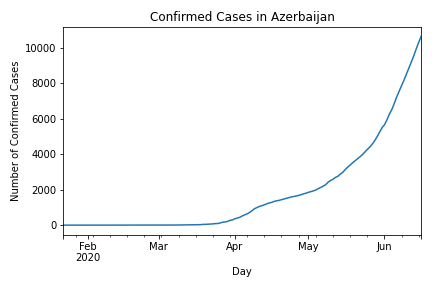 Confirmed Cases in Azerbaijan
Number of Confirmed Cases
10000
8000
6000
4000
2000
0
Feb
2020
Mar
Apr
May
Jun
Day